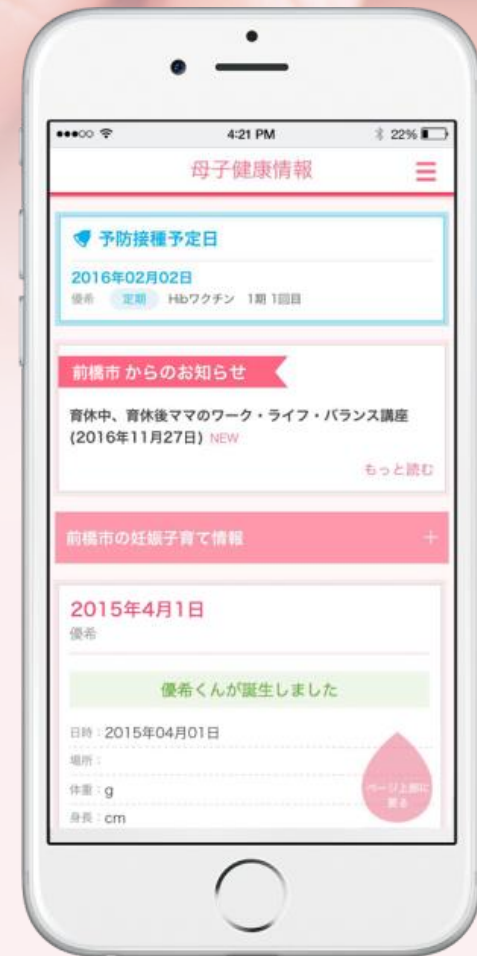 4:21 PM
22%
母子健康情報
予防接種予定日
2016年02月02日
優希 定期 Hibワクチン 1期 1回目
前橋市 からのお知らせ
育休中、育休後ママのワーク・ライフ・バランス講座
(2016年11月27日) NEW
もっと読む
前橋市の妊娠子育て情報 +
2015年4月1日
優希
優希くんが誕生しました
日時：2015年04月01日
場所：
体重：g
身長：cm
ページ上部に
戻る